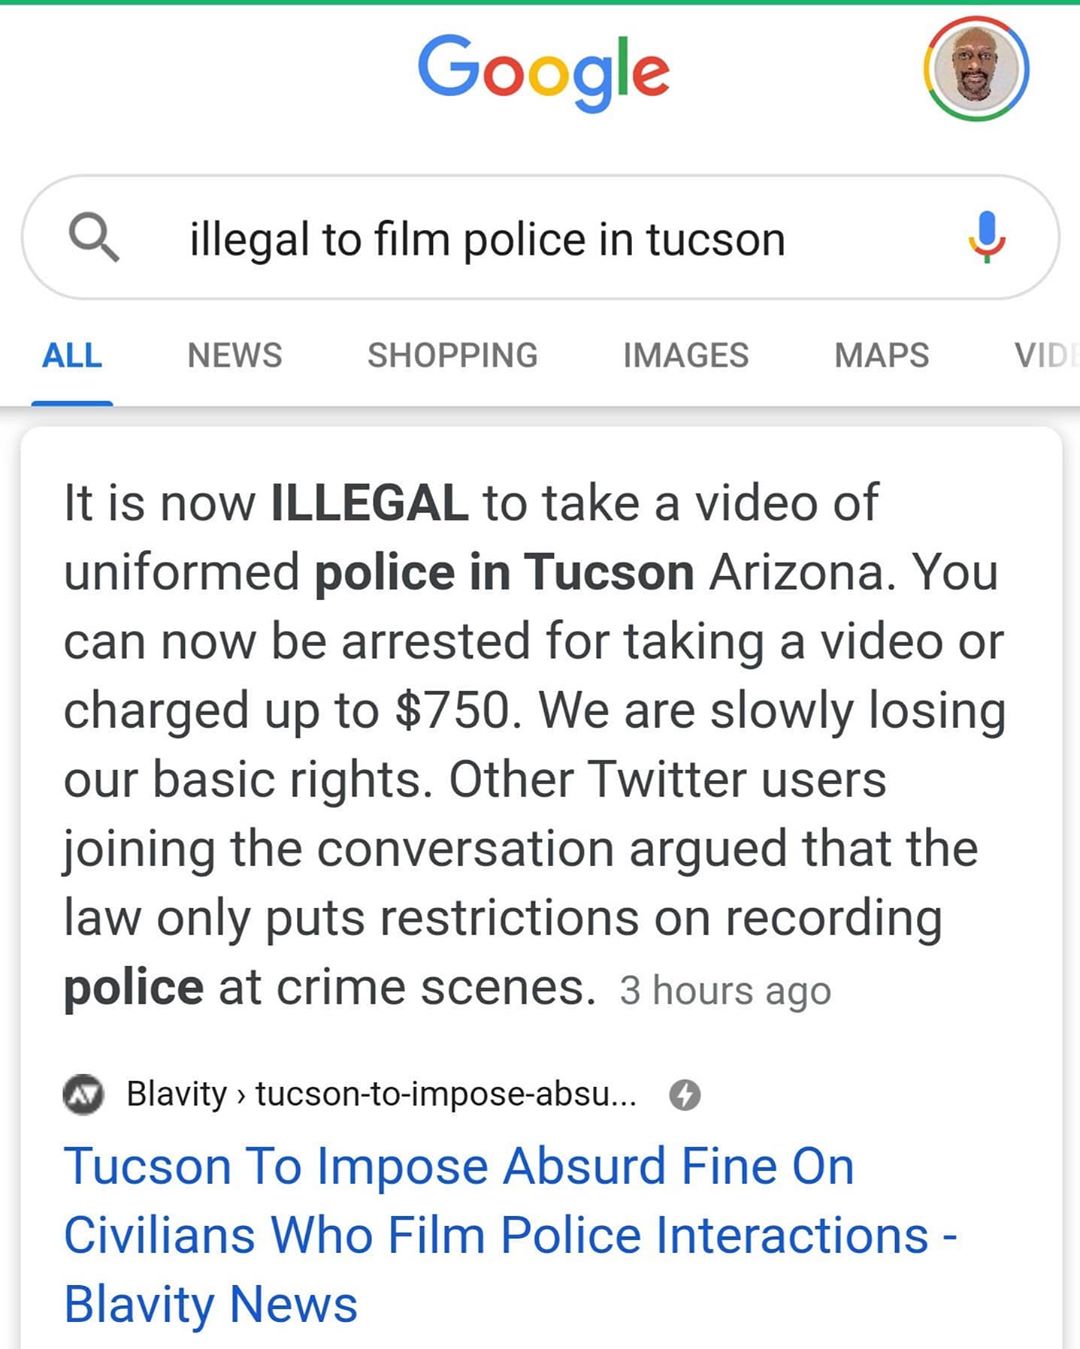 Google
illegal to film police in tucson
ALL NEWS SHOPPING IMAGES MAPS VIDE
It is now ILLEGAL to take a video of
uniformed police in Tucson Arizona. You
can now be arrested for taking a video or
charged up to $750. We are slowly losing
our basic rights. Other Twitter users
joining the conversation argued that the
law only puts restrictions on recording
police at crime scenes. 3 hours ago
Blavity › tucson-to-impose-absu...
Tucson To Impose Absurd Fine On
Civilians Who Film Police Interactions -
Blavity News